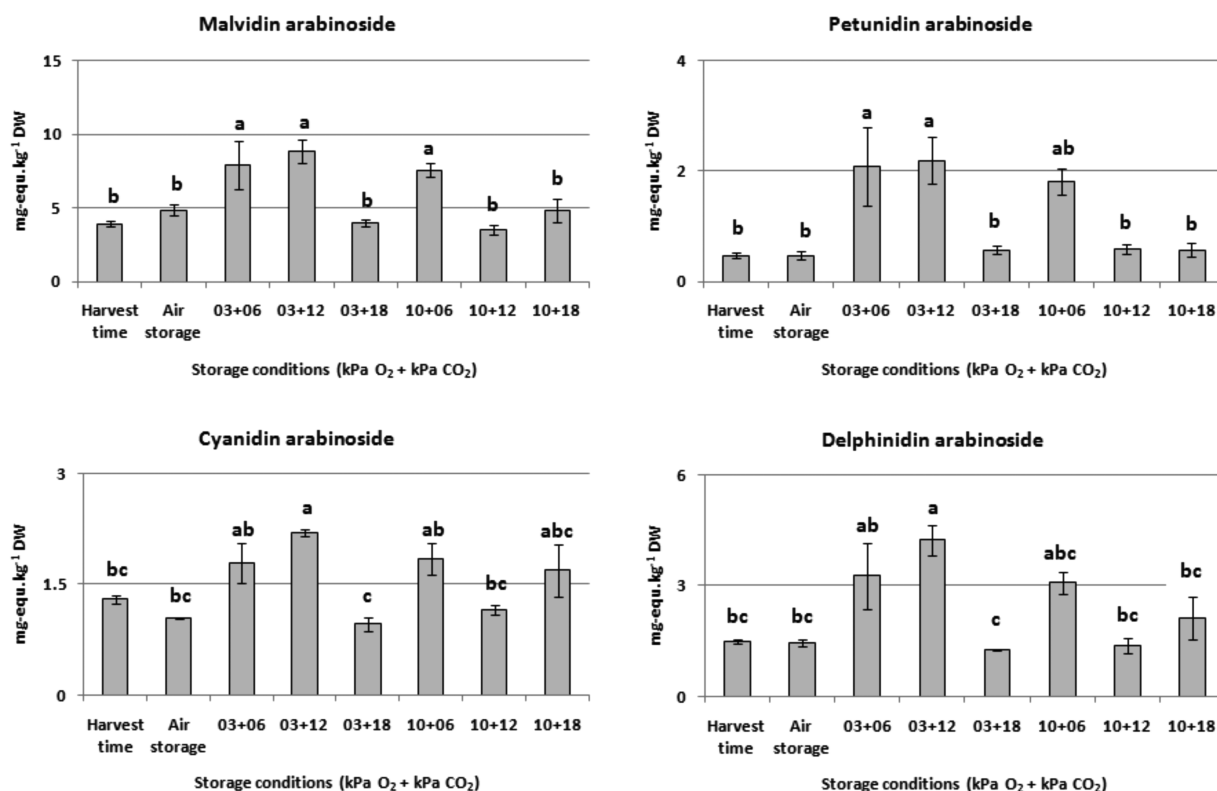 Malvidin arabinoside
15
10
5
0
mg-equ.kg⁻¹ DW
b
b
a
a
b
a
b
b
Harvest time
Air storage
03+06
03+12
03+18
10+06
10+12
10+18
Storage conditions (kPa O₂ + kPa CO₂)
Petunidin arabinoside
4
2
0
mg-equ.kg⁻¹ DW
b
b
a
a
b
ab
b
b
Harvest time
Air storage
03+06
03+12
03+18
10+06
10+12
10+18
Storage conditions (kPa O₂ + kPa CO₂)
Cyanidin arabinoside
3
1.5
0
mg-equ.kg⁻¹ DW
bc
bc
ab
a
c
ab
bc
abc
Harvest time
Air storage
03+06
03+12
03+18
10+06
10+12
10+18
Storage conditions (kPa O₂ + kPa CO₂)
Delphinidin arabinoside
6
3
0
mg-equ.kg⁻¹ DW
bc
bc
ab
a
c
abc
bc
bc
Harvest time
Air storage
03+06
03+12
03+18
10+06
10+12
10+18
Storage conditions (kPa O₂ + kPa CO₂)